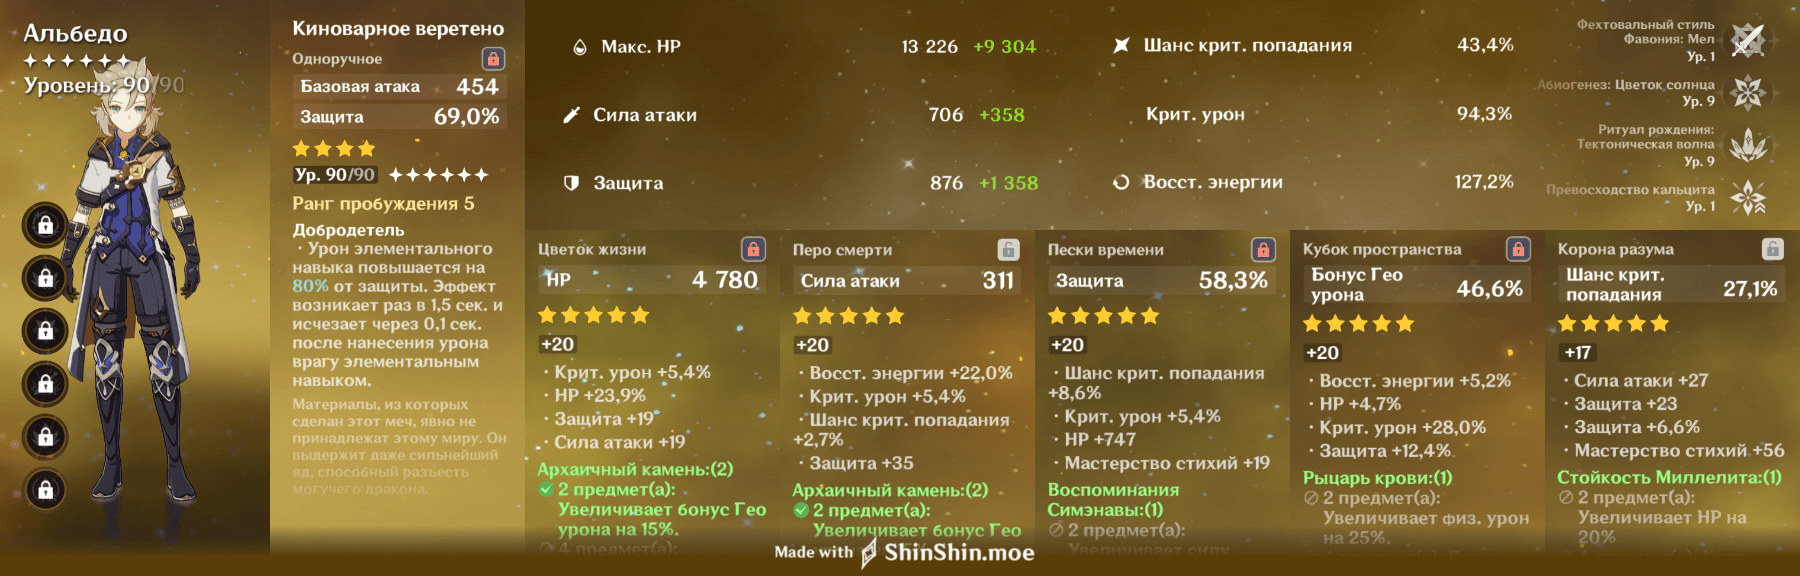 Альбедо
Уровень: 90/90
Киноварное веретено
Одноручное
Базовая атака 454
Защита 69,0%
Ур. 90/90
Ранг пробуждения 5
Добродетель
· Урон элементального
навыка повышается на
80% от защиты. Эффект
возникает раз в 1,5 сек. и
исчезает через 0,1 сек.
после нанесения урона
врагу элементальным
навыком.
Материалы, из которых
сделан этот меч, явно не
принадлежат этому миру. Он
выдержит даже сильнейший
яд, способный разъесть
могучего дракона.
Макс. HP 13 226 +9 304
Сила атаки 706 +358
Защита 876 +1 358
Шанс крит. попадания 43,4%
Крит. урон 94,3%
Восст. энергии 127,2%
Фехтовальный стиль
Фавония: Мел
Ур. 1
Абиогенез: Цветок солнца
Ур. 9
Ритуал рождения:
Тектоническая волна
Ур. 9
Превосходство кальцита
Ур. 1
Цветок жизни
HP 4 780
+20
· Крит. урон +5,4%
· HP +23,9%
· Защита +19
· Сила атаки +19
Архаичный камень:(2)
2 предмет(а):
Увеличивает бонус Гео
урона на 15%.
4 предмет(а):
Перо смерти
Сила атаки 311
+20
· Восст. энергии +22,0%
· Крит. урон +5,4%
· Шанс крит. попадания
+2,7%
· Защита +35
Архаичный камень:(2)
2 предмет(а):
Увеличивает бонус Гео
Пески времени
Защита 58,3%
+20
· Шанс крит. попадания
+8,6%
· Крит. урон +5,4%
· HP +747
· Мастерство стихий +19
Воспоминания
Симэнавы:(1)
2 предмет(а):
Увеличивает силу
Кубок пространства
Бонус Гео
урона 46,6%
+20
· Восст. энергии +5,2%
· HP +4,7%
· Крит. урон +28,0%
· Защита +12,4%
Рыцарь крови:(1)
2 предмет(а):
Увеличивает физ. урон
на 25%.
Корона разума
Шанс крит.
попадания 27,1%
+17
· Сила атаки +27
· Защита +23
· Защита +6,6%
· Мастерство стихий +56
Стойкость Миллелита:(1)
2 предмет(а):
Увеличивает HP на
20%
Made with ShinShin.moe